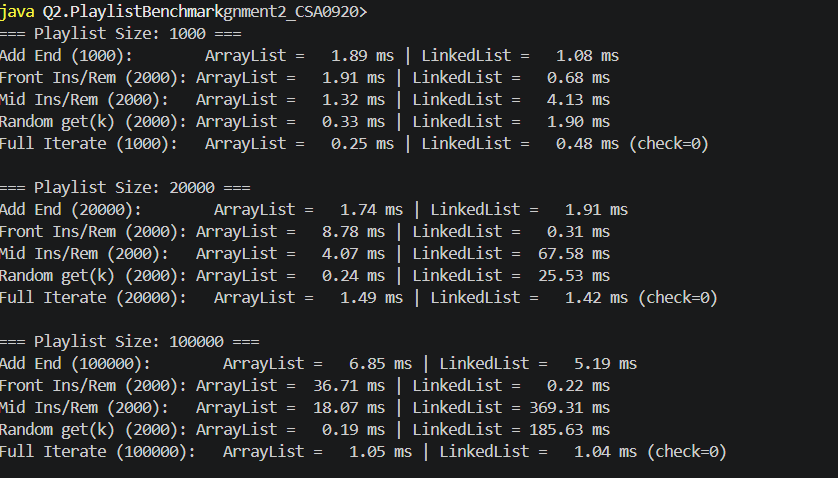 java Q2.PlaylistBenchmarkgnment2_CSA0920>
=== Playlist Size: 1000 ===
Add End (1000):        ArrayList =   1.89 ms | LinkedList =   1.08 ms
Front Ins/Rem (2000): ArrayList =   1.91 ms | LinkedList =   0.68 ms
Mid Ins/Rem (2000):   ArrayList =   1.32 ms | LinkedList =   4.13 ms
Random get(k) (2000): ArrayList =   0.33 ms | LinkedList =   1.90 ms
Full Iterate (1000):   ArrayList =   0.25 ms | LinkedList =   0.48 ms (check=0)

=== Playlist Size: 20000 ===
Add End (20000):        ArrayList =   1.74 ms | LinkedList =   1.91 ms
Front Ins/Rem (2000): ArrayList =   8.78 ms | LinkedList =   0.31 ms
Mid Ins/Rem (2000):   ArrayList =   4.07 ms | LinkedList =  67.58 ms
Random get(k) (2000): ArrayList =   0.24 ms | LinkedList =  25.53 ms
Full Iterate (20000):   ArrayList =   1.49 ms | LinkedList =   1.42 ms (check=0)

=== Playlist Size: 100000 ===
Add End (100000):        ArrayList =   6.85 ms | LinkedList =   5.19 ms
Front Ins/Rem (2000): ArrayList =  36.71 ms | LinkedList =   0.22 ms
Mid Ins/Rem (2000):   ArrayList =  18.07 ms | LinkedList = 369.31 ms
Random get(k) (2000): ArrayList =   0.19 ms | LinkedList = 185.63 ms
Full Iterate (100000):   ArrayList =   1.05 ms | LinkedList =   1.04 ms (check=0)